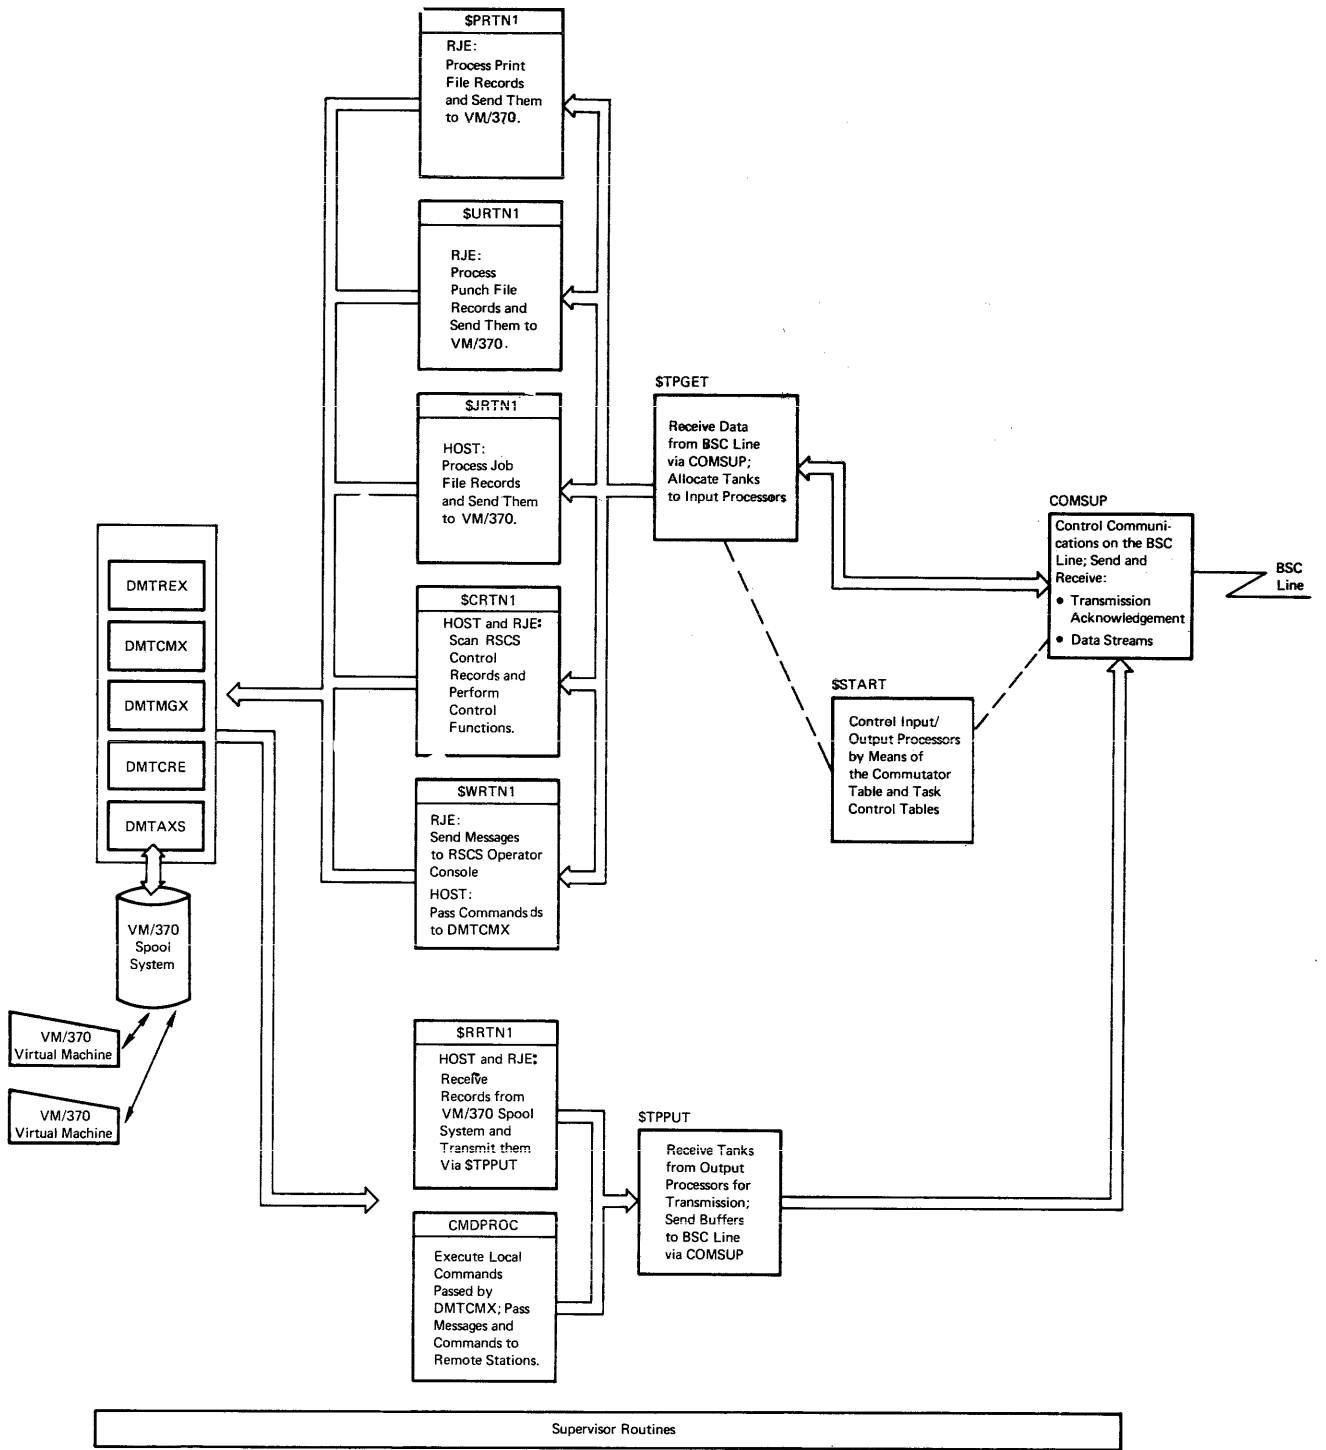 $PRTN1
RJE:
Process Print
File Records
and Send Them
to VM/370.
$URTN1
RJE:
Process
Punch File
Records and
Send Them to
VM/370.
$JRTN1
HOST:
Process Job
File Records
and Send Them
to VM/370.
$CRTN1
HOST and RJE:
Scan RSCS
Control
Records and
Perform
Control
Functions.
$WRTN1
RJE:
Send Messages
to RSCS Operator
Console
HOST:
Pass Commands ds
to DMTCMX
$TPGET
Receive Data
from BSC Line
via COMSUP;
Allocate Tanks
to Input Processors
COMSUP
Control Communi-
cations on the BSC
Line; Send and
Receive:
• Transmission
Acknowledgement
• Data Streams
BSC
Line
$START
Control Input/
Output Processors
by Means of
the Commutator
Table and Task
Control Tables
DMTREX
DMTCMX
DMTMGX
DMTCRE
DMTAXS
VM/370
Spool
System
VM/370
Virtual Machine
VM/370
Virtual Machine
$RRTN1
HOST and RJE:
Receive
Records from
VM/370 Spool
System and
Transmit them
Via $TPPUT
CMDPROC
Execute Local
Commands
Passed by
DMTCMX; Pass
Messages and
Commands to
Remote Stations.
$TPPUT
Receive Tanks
from Output
Processors for
Transmission;
Send Buffers
to BSC Line
via COMSUP
Supervisor Routines